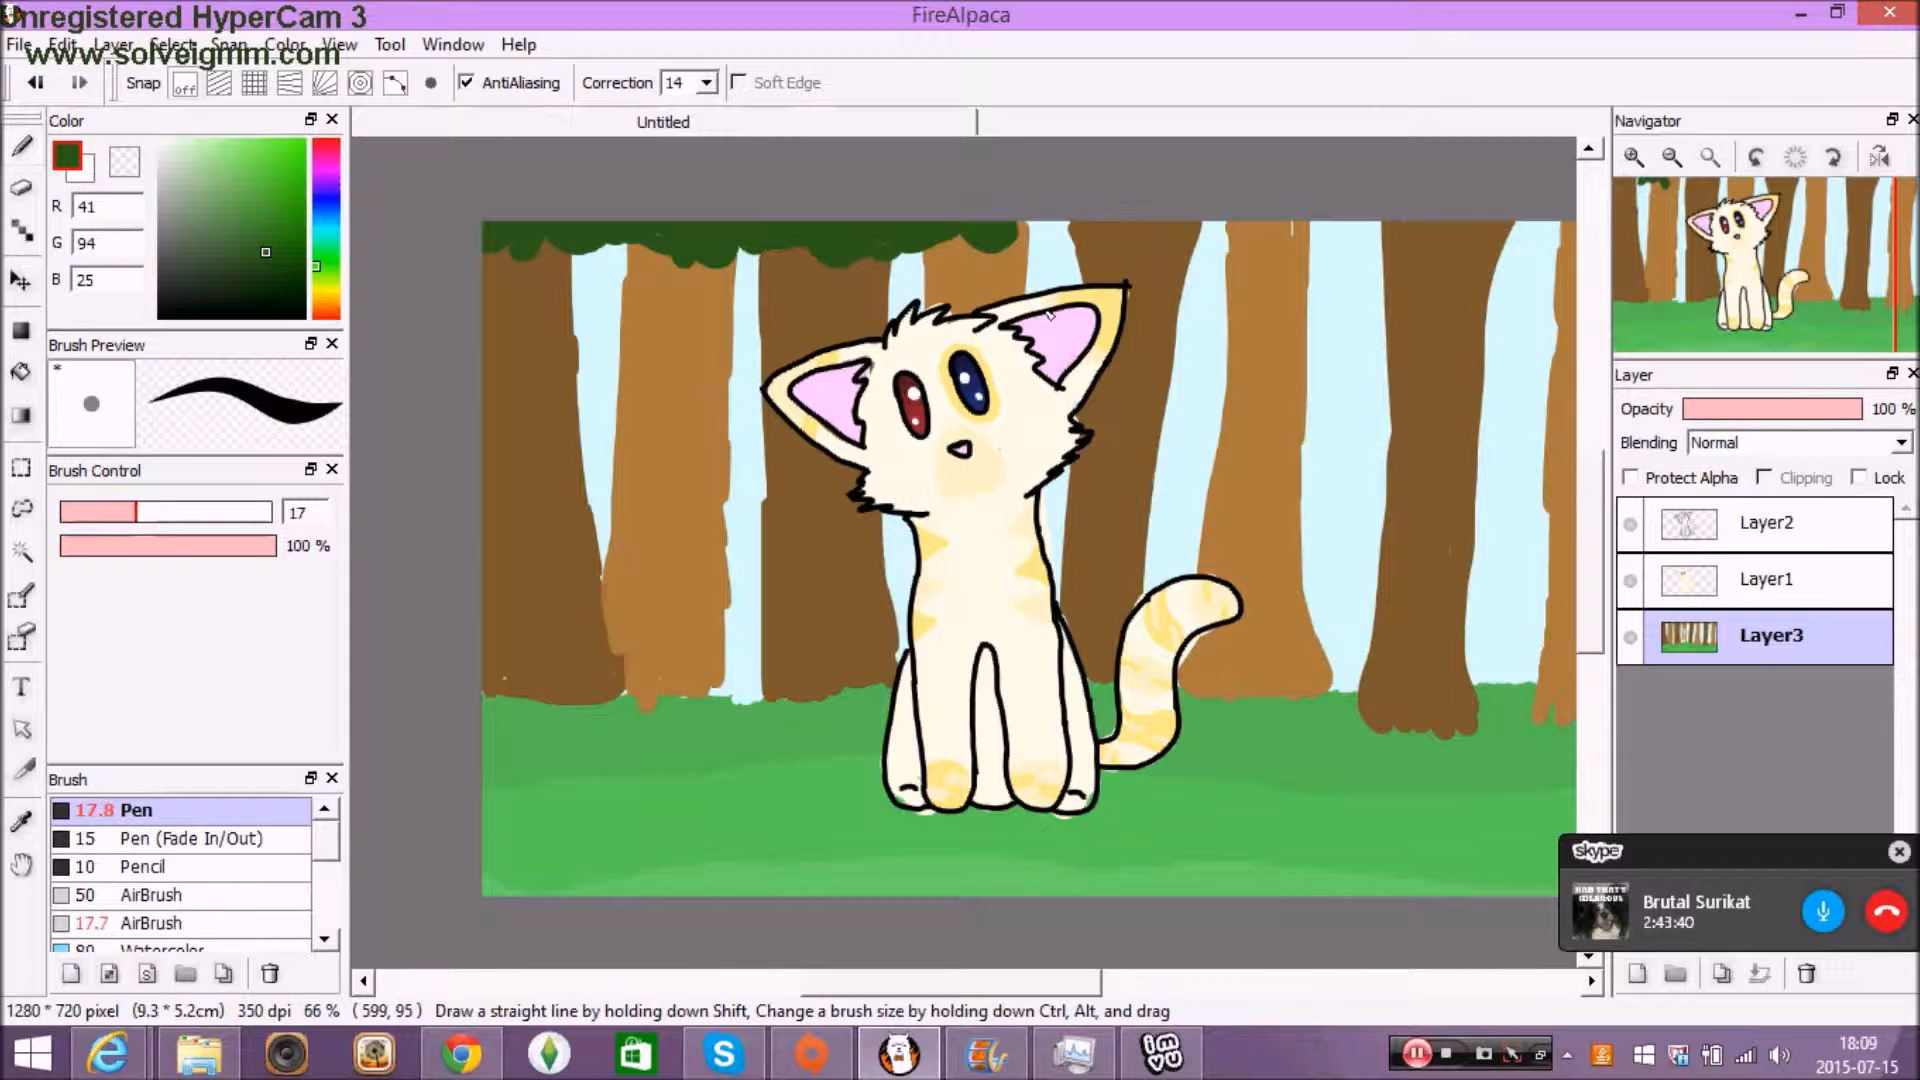 Unregistered HyperCam 3
FireAlpaca
www.solveigmm.com
File Edit Layer Select Snap Color View Tool Window Help
Snap off AntiAliasing Correction 14 Soft Edge
Color
Untitled
Navigator
R 41
G 94
B 25
Brush Preview
Layer
Opacity 100 %
Blending Normal
Protect Alpha Clipping Lock
Brush Control
17
100 %
Layer2
Layer1
Layer3
Brush
17.8 Pen
15 Pen (Fade In/Out)
10 Pencil
50 AirBrush
17.7 AirBrush
80 Watercolor
skype
Brutal Surikat
2:43:40
1280 * 720 pixel (9.3 * 5.2cm) 350 dpi 66 % ( 599, 95 ) Draw a straight line by holding down Shift, Change a brush size by holding down Ctrl, Alt, and drag
18:09
2015-07-15